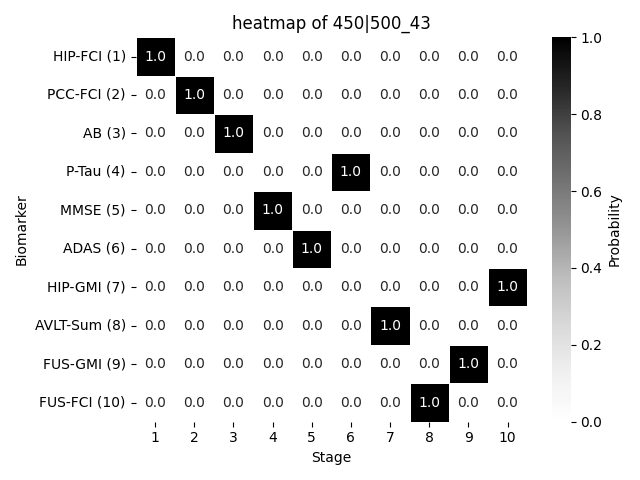 heatmap of 450|500_43
HIP-FCI (1) 1.0 0.0 0.0 0.0 0.0 0.0 0.0 0.0 0.0 0.0
PCC-FCI (2) 0.0 1.0 0.0 0.0 0.0 0.0 0.0 0.0 0.0 0.0
AB (3) 0.0 0.0 1.0 0.0 0.0 0.0 0.0 0.0 0.0 0.0
P-Tau (4) 0.0 0.0 0.0 0.0 0.0 1.0 0.0 0.0 0.0 0.0
MMSE (5) 0.0 0.0 0.0 1.0 0.0 0.0 0.0 0.0 0.0 0.0
ADAS (6) 0.0 0.0 0.0 0.0 1.0 0.0 0.0 0.0 0.0 0.0
HIP-GMI (7) 0.0 0.0 0.0 0.0 0.0 0.0 0.0 0.0 0.0 1.0
AVLT-Sum (8) 0.0 0.0 0.0 0.0 0.0 0.0 1.0 0.0 0.0 0.0
FUS-GMI (9) 0.0 0.0 0.0 0.0 0.0 0.0 0.0 0.0 1.0 0.0
FUS-FCI (10) 0.0 0.0 0.0 0.0 0.0 0.0 0.0 1.0 0.0 0.0
1 2 3 4 5 6 7 8 9 10
Stage
Biomarker
1.0
0.8
0.6
0.4
0.2
0.0
Probability